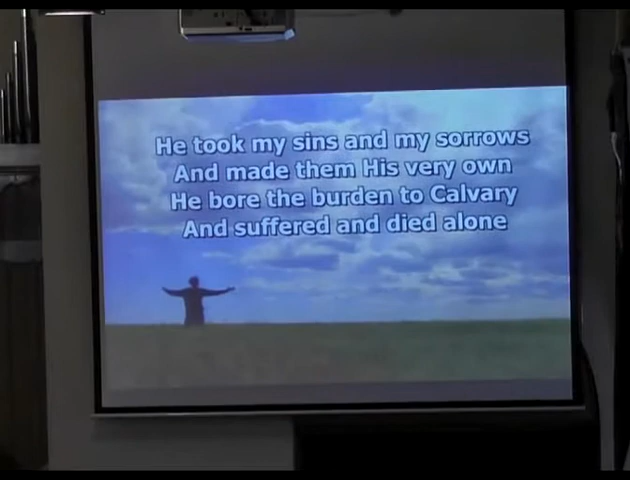 He took my sins and my sorrows
And made them His very own
He bore the burden to Calvary
And suffered and died alone